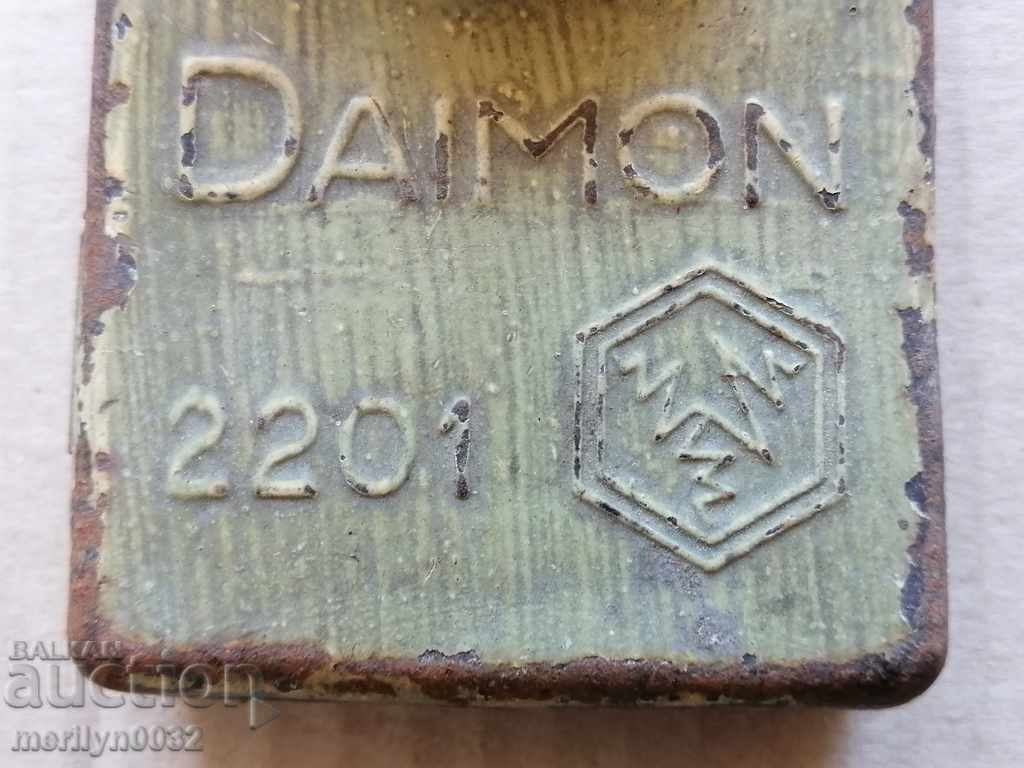 DAIMON
2201
BALKAN
auction
merilyn0032